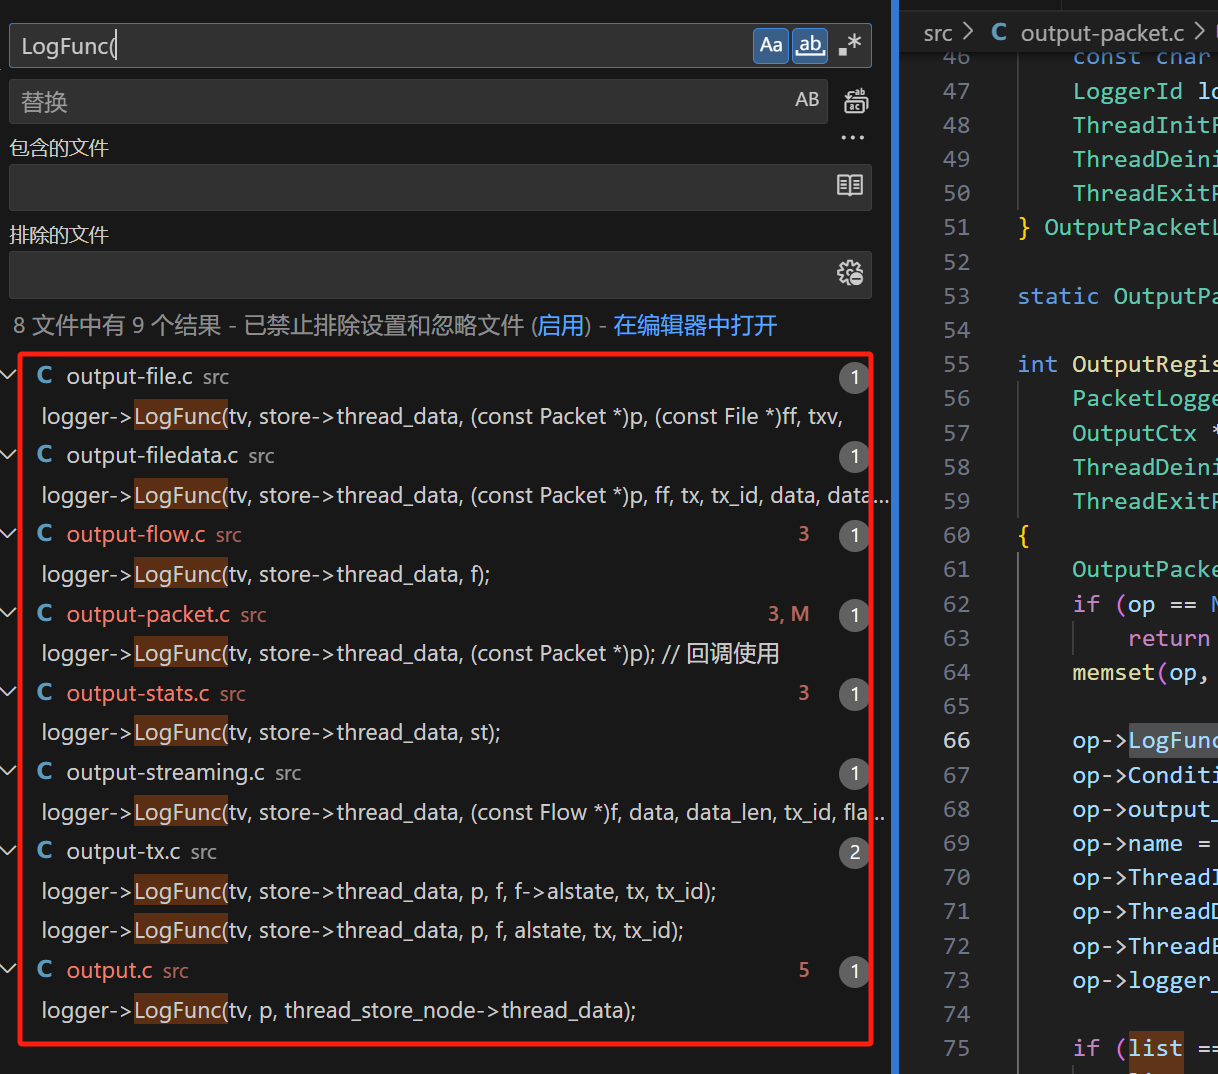 LogFunc(
Aa
ab
.*
替换
AB
包含的文件
...
排除的文件
8 文件中有 9 个结果 - 已禁止排除设置和忽略文件 (启用) - 在编辑器中打开
C output-file.c src 1
logger->LogFunc(tv, store->thread_data, (const Packet *)p, (const File *)ff, txv,
C output-filedata.c src 1
logger->LogFunc(tv, store->thread_data, (const Packet *)p, ff, tx, tx_id, data, data...
C output-flow.c src 3 1
logger->LogFunc(tv, store->thread_data, f);
C output-packet.c src 3, M 1
logger->LogFunc(tv, store->thread_data, (const Packet *)p); // 回调使用
C output-stats.c src 3 1
logger->LogFunc(tv, store->thread_data, st);
C output-streaming.c src 1
logger->LogFunc(tv, store->thread_data, (const Flow *)f, data, data_len, tx_id, fla...
C output-tx.c src 2
logger->LogFunc(tv, store->thread_data, p, f, f->alstate, tx, tx_id);
logger->LogFunc(tv, store->thread_data, p, f, alstate, tx, tx_id);
C output.c src 5 1
logger->LogFunc(tv, p, thread_store_node->thread_data);
src > C output-packet.c >
46 const char
47 LoggerId lo
48 ThreadInitF
49 ThreadDeini
50 ThreadExitP
51 } OutputPacketL
52
53 static OutputPa
54
55 int OutputRegis
56 PacketLogge
57 OutputCtx *
58 ThreadDeini
59 ThreadExitP
60 {
61 OutputPacke
62 if (op == N
63 return
64 memset(op,
65
66 op->LogFunc
67 op->Conditi
68 op->output_
69 op->name =
70 op->ThreadI
71 op->ThreadD
72 op->ThreadE
73 op->logger_
74
75 if (list ==